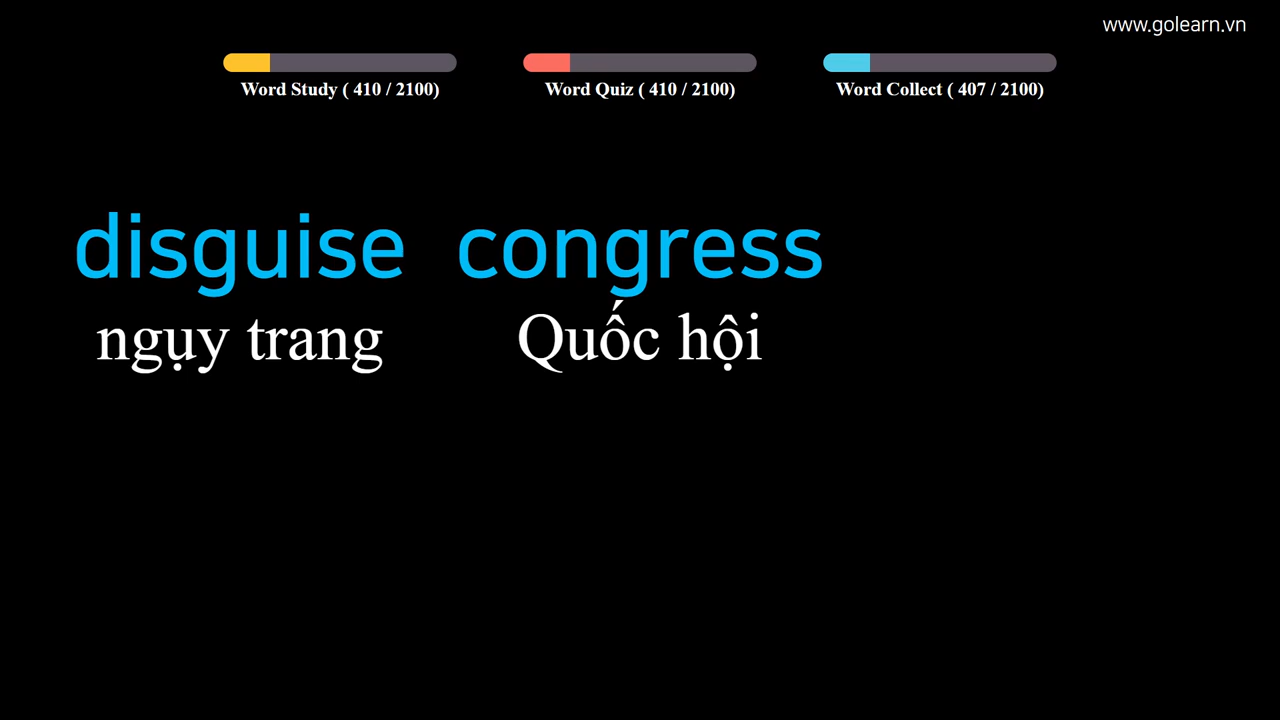 www.golearn.vn
Word Study ( 410 / 2100)
Word Quiz ( 410 / 2100)
Word Collect ( 407 / 2100)
disguise congress
ngụy trang Quốc hội